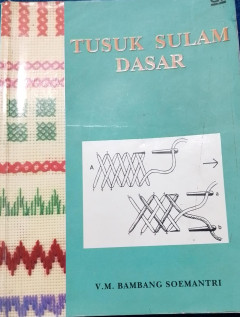 TUSUK SULAM
DASAR
A
a
b
V.M. BAMBANG SOEMANTRI